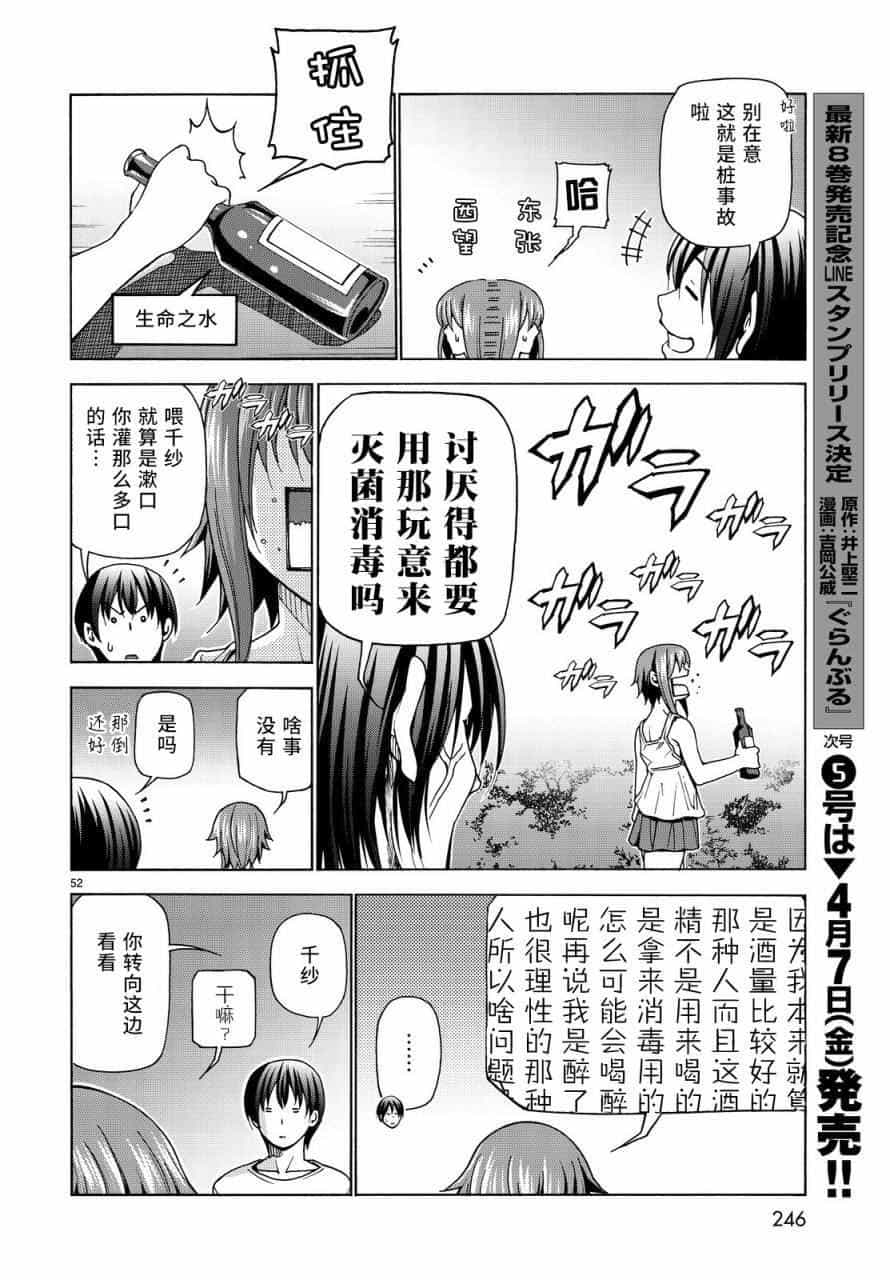 好啦
别在意
这就是桩事故
啦
哈
东张
西望
抓
住
生命之水
ガラ
ガラ
ガラ
ガラ
ガラ
ガラ
讨厌得都要
用那玩意来
灭菌消毒吗
ガラガラ
ガラガラ
喂千纱
就算是漱口
你灌那么多口
的话…
啥事
没有
是吗
那倒
还好
52
因为我本来就算
是酒量比较好的
那种人而且这酒
精不是用来喝的
是拿来消毒用的
怎么可能会喝醉
呢再说我是醉了
也很理性的那种
人所以啥问题
……
千纱
干嘛?
你转向这边
看看
246
最新8巻発売記念LINEスタンプリリース決定
原作:井上堅二
漫画:吉岡公威
『ぐらんぶる』
次号
❺号は▼4月7日(金)発売!!